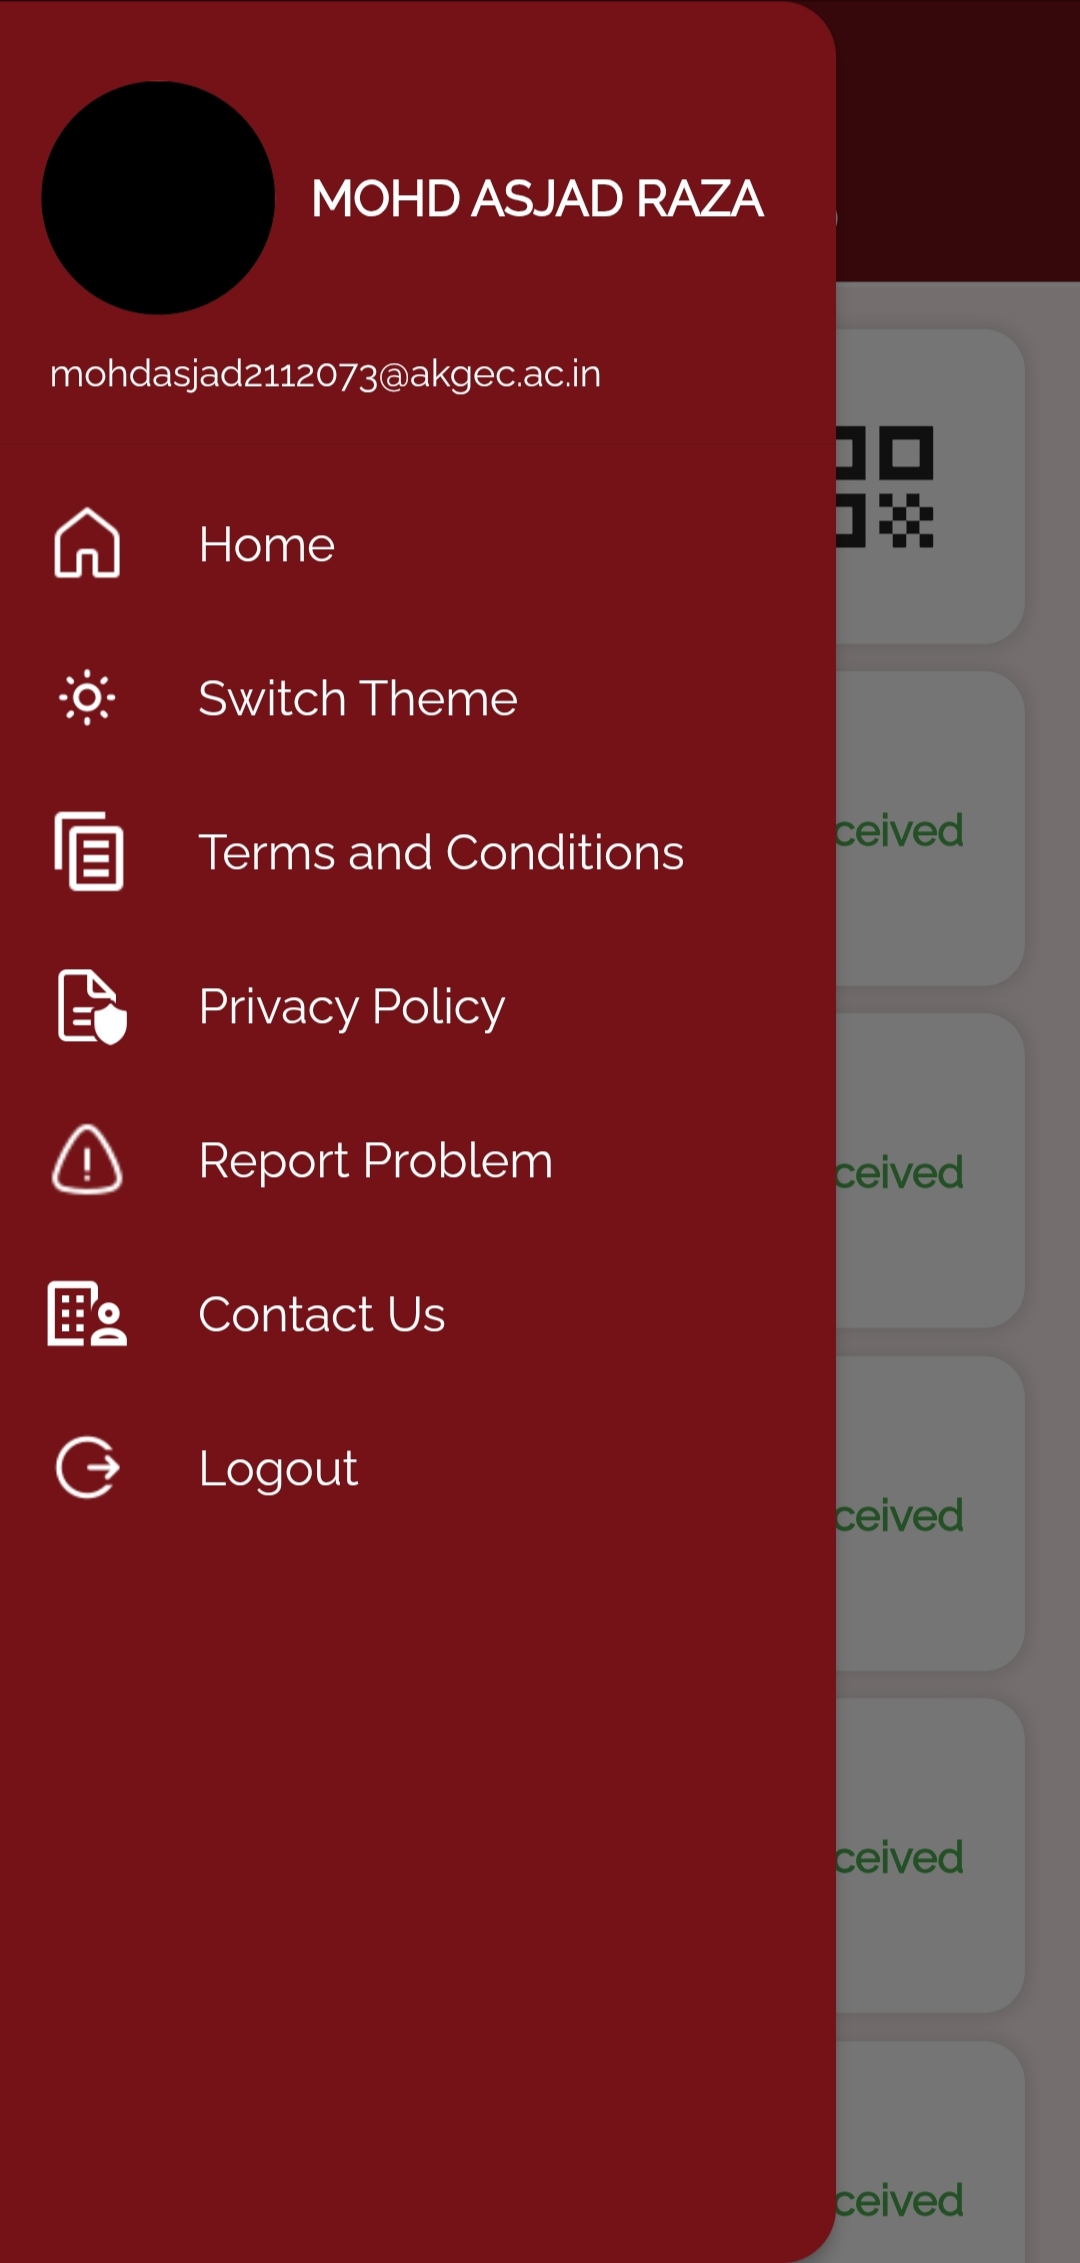 MOHD ASJAD RAZA
mohdasjad2112073@akgec.ac.in
Home
Switch Theme
ceived
Terms and Conditions
Privacy Policy
Report Problem
ceived
Contact Us
Logout
ceived
ceived
ceived